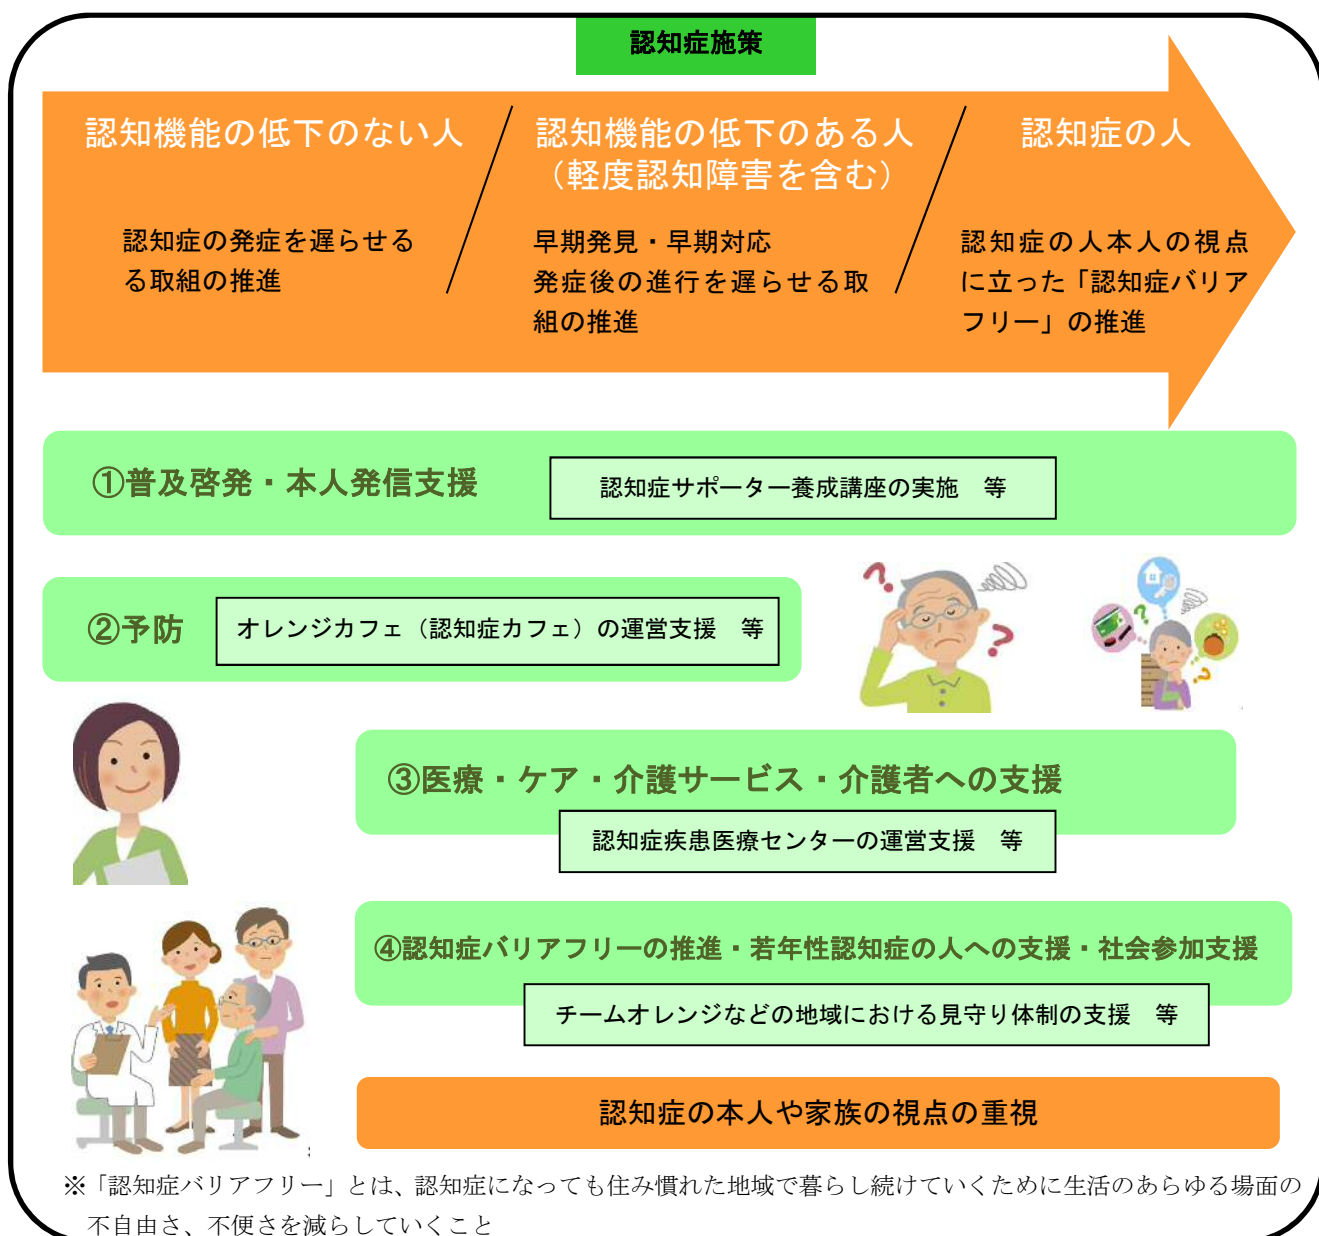 認知症施策
認知機能の低下のない人
認知症の発症を遅らせる
る取組の推進
認知機能の低下のある人
（軽度認知障害を含む）
早期発見・早期対応
発症後の進行を遅らせる取
組の推進
認知症の人
認知症の人本人の視点
に立った「認知症バリア
フリー」の推進
①普及啓発・本人発信支援
認知症サポーター養成講座の実施　等
②予防
オレンジカフェ（認知症カフェ）の運営支援　等
③医療・ケア・介護サービス・介護者への支援
認知症疾患医療センターの運営支援　等
④認知症バリアフリーの推進・若年性認知症の人への支援・社会参加支援
チームオレンジなどの地域における見守り体制の支援　等
認知症の本人や家族の視点の重視
※「認知症バリアフリー」とは、認知症になっても住み慣れた地域で暮らし続けていくために生活のあらゆる場面の
不自由さ、不便さを減らしていくこと